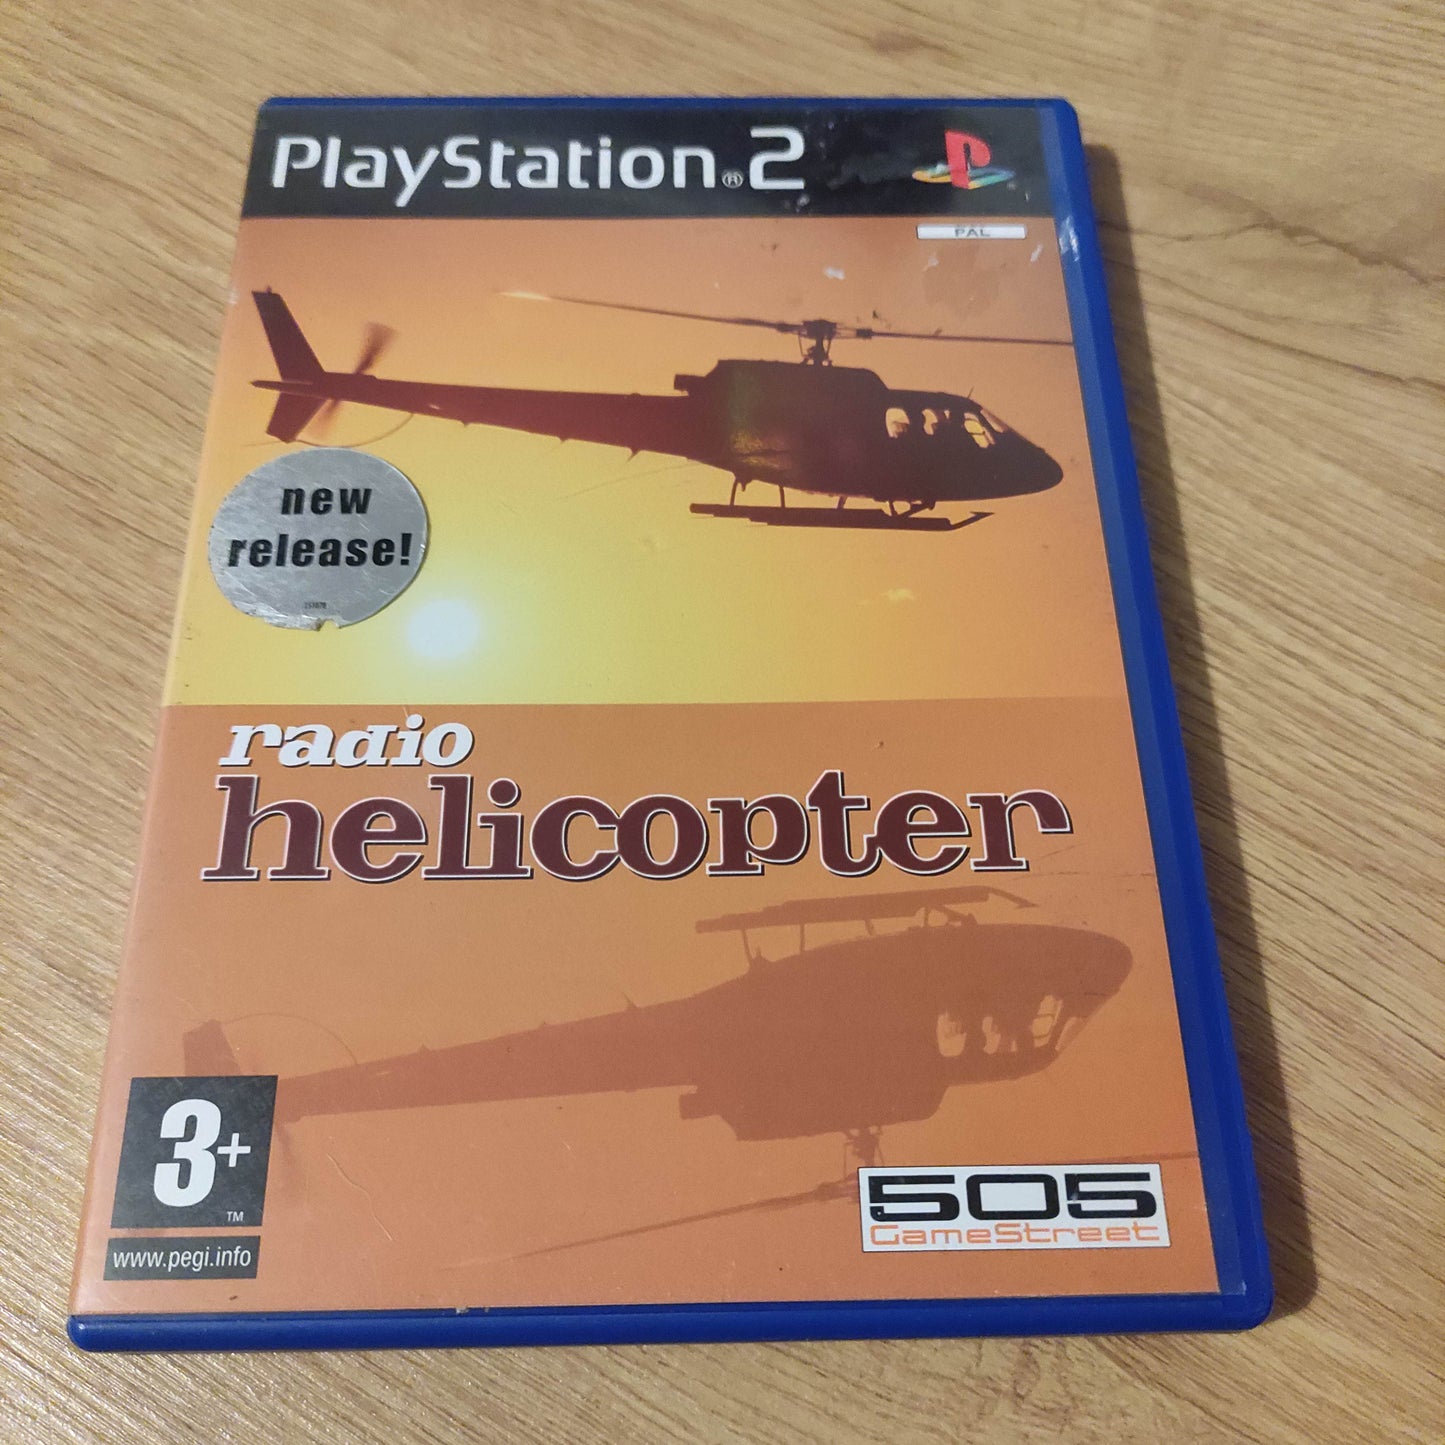 PlayStation®2
PAL
new
release!
radio
helicopter
3+
TM
www.pegi.info
505
GameStreet